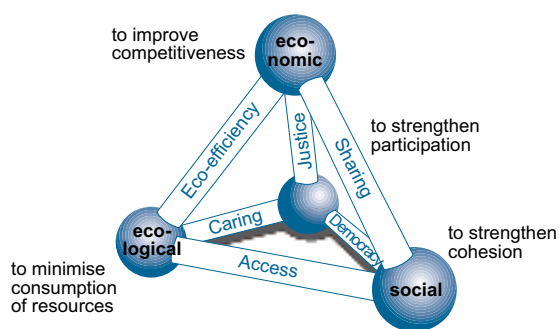 to improve
competitiveness
eco-
nomic
Eco-efficiency
Justice
Sharing
to strengthen
participation
Caring
Democracy
eco-
logical
Access
to strengthen
cohesion
social
to minimise
consumption
of resources